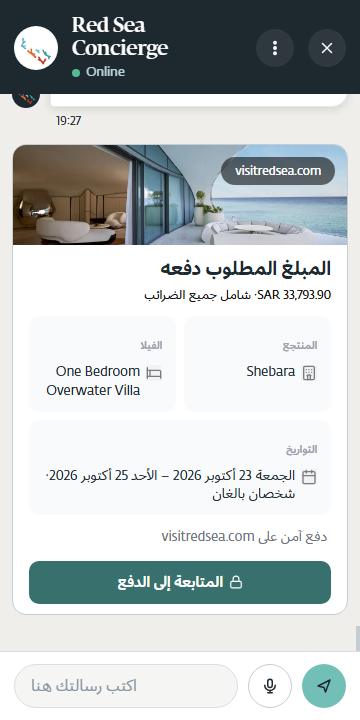 Red Sea
Concierge
Online
19:27
visitredsea.com
المبلغ المطلوب دفعه
SAR 33,793.90· شامل جميع الضرائب
المنتجع
Shebara
الفيلا
One Bedroom
Overwater Villa
التواريخ
الجمعة 23 أكتوبر 2026 – الأحد 25 أكتوبر 2026·
شخصان بالغان
دفع آمن على visitredsea.com
المتابعة إلى الدفع
اكتب رسالتك هنا